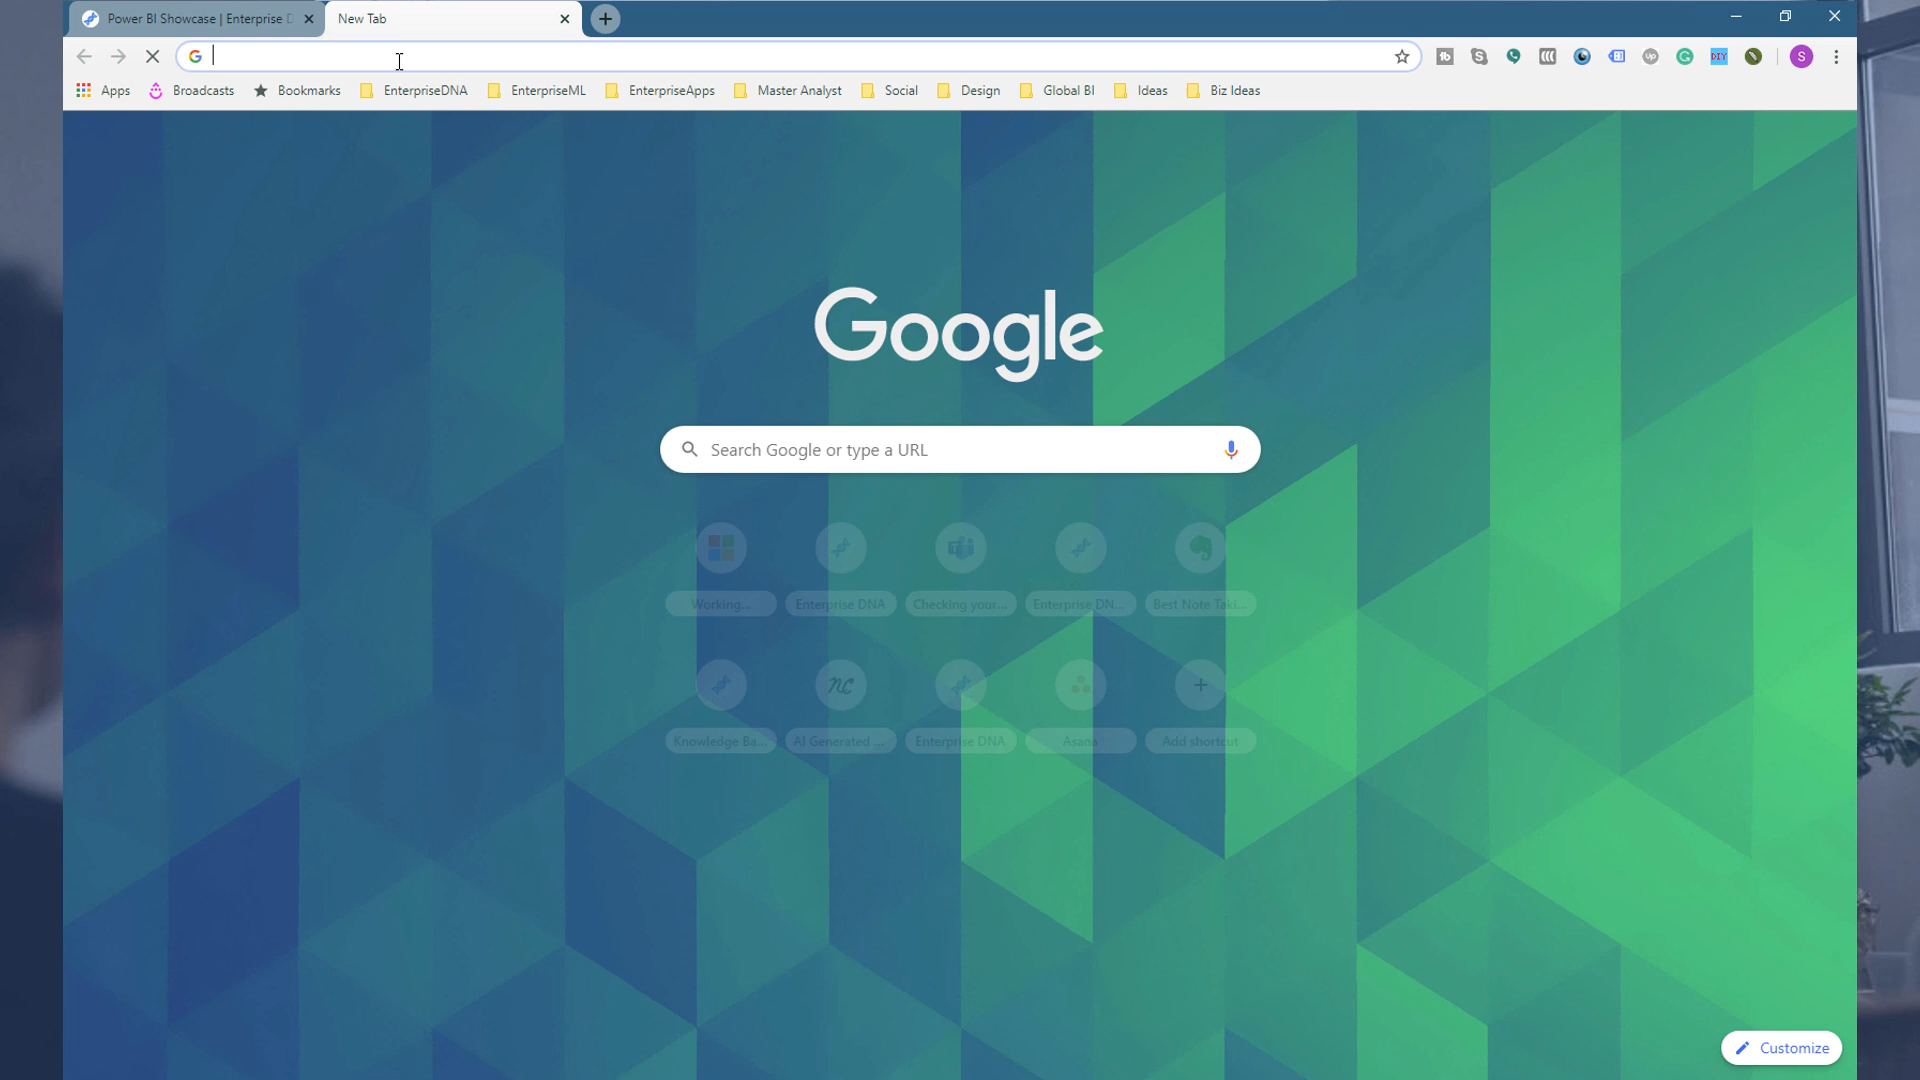 Power BI Showcase | Enterprise D
New Tab
Apps
Broadcasts
Bookmarks
EnterpriseDNA
EnterpriseML
EnterpriseApps
Master Analyst
Social
Design
Global BI
Ideas
Biz Ideas
Google
Search Google or type a URL
Working...
Enterprise DNA
Checking your...
Enterprise DN...
Best Note Taki...
Knowledge Ba...
AI Generated ...
Enterprise DNA
Asana
Add shortcut
Customize